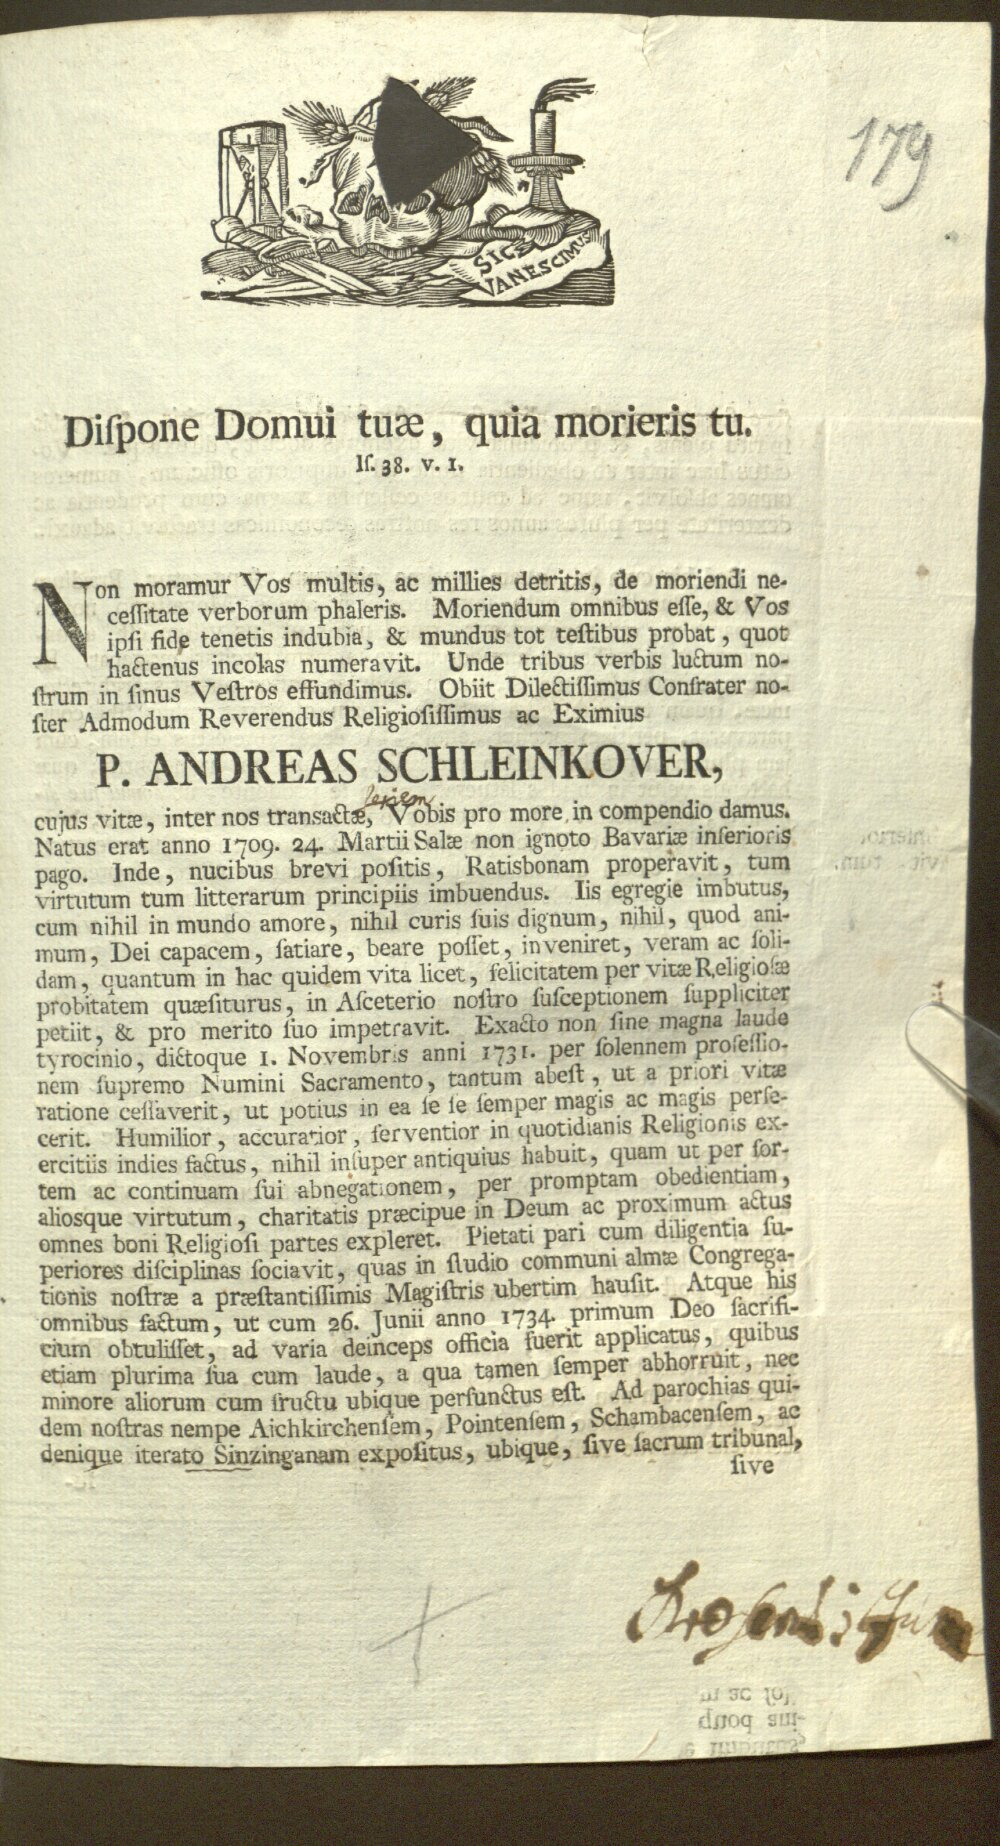 179
SIC
VANESCIMUS
Diſpone Domui tuæ, quia morieris tu.
Iſ. 38. v. 1.
Non moramur Vos multis, ac millies detritis, de moriendi ne-
ceſſitate verborum phaleris. Moriendum omnibus eſſe, & Vos
ipſi fide tenetis indubia, & mundus tot teſtibus probat, quot
hactenus incolas numeravit. Unde tribus verbis luctum no-
ſtrum in ſinus Veſtros effundimus. Obiit Dilectiſſimus Confrater no-
ſter Admodum Reverendus Religioſiſſimus ac Eximius
P. ANDREAS SCHLEINKOVER,
ſeriem
cujus vitæ, inter nos transactæ, Vobis pro more in compendio damus.
Natus erat anno 1709. 24. Martii Salæ non ignoto Bavariæ inferioris
pago. Inde, nucibus brevi poſitis, Ratisbonam properavit, tum
virtutum tum litterarum principiis imbuendus. Iis egregie imbutus,
cum nihil in mundo amore, nihil curis ſuis dignum, nihil, quod ani-
mum, Dei capacem, ſatiare, beare poſſet, inveniret, veram ac ſoli-
dam, quantum in hac quidem vita licet, felicitatem per vitæ Religioſæ
probitatem quæſiturus, in Aſceterio noſtro ſuſceptionem ſuppliciter
petiit, & pro merito ſuo impetravit. Exacto non ſine magna laude
tyrocinio, dictoque 1. Novembris anni 1731. per ſolennem profeſſio-
nem ſupremo Numini Sacramento, tantum abeſt, ut a priori vitæ
ratione ceſſaverit, ut potius in ea ſe ſe ſemper magis ac magis perfe-
cerit. Humilior, accuratior, ferventior in quotidianis Religionis ex-
ercitiis indies factus, nihil inſuper antiquius habuit, quam ut per for-
tem ac continuam ſui abnegationem, per promptam obedientiam,
aliosque virtutum, charitatis præcipue in Deum ac proximum actus
omnes boni Religioſi partes expleret. Pietati pari cum diligentia ſu-
periores diſciplinas ſociavit, quas in ſtudio communi almæ Congrega-
tionis noſtræ a præſtantiſſimis Magiſtris ubertim hauſit. Atque his
omnibus factum, ut cum 26. Junii anno 1734. primum Deo ſacrifi-
cium obtuliſſet, ad varia deinceps officia fuerit applicatus, quibus
etiam plurima ſua cum laude, a qua tamen ſemper abhorruit, nec
minore aliorum cum fructu ubique perfunctus eſt. Ad parochias qui-
dem noſtras nempe Aichkirchenſem, Pointenſem, Schambacenſem, ac
denique iterato Sinzinganam expoſitus, ubique, ſive ſacrum tribunal,
ſive